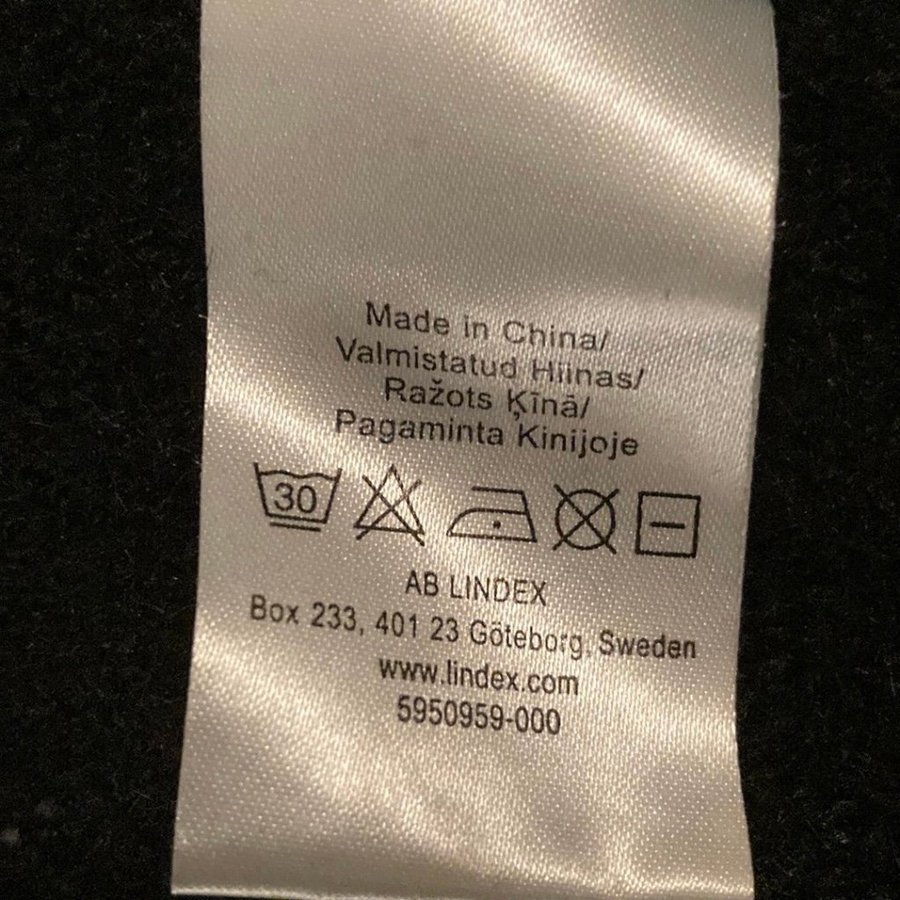 Made in China/
Valmistatud Hiinas/
Ražots Ķīnā/
Pagaminta Kinijoje
30
AB LINDEX
Box 233, 401 23 Göteborg, Sweden
www.lindex.com
5950959-000